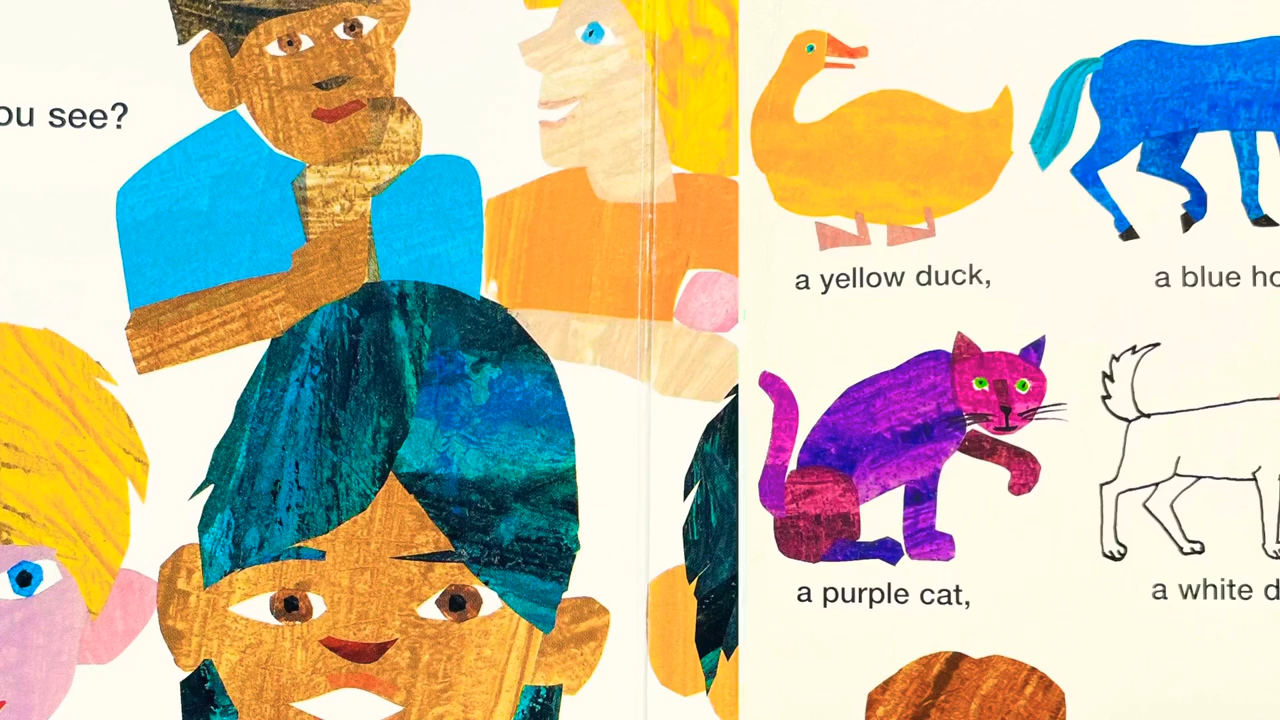 ou see?
a yellow duck,
a blue ho
a purple cat,
a white d